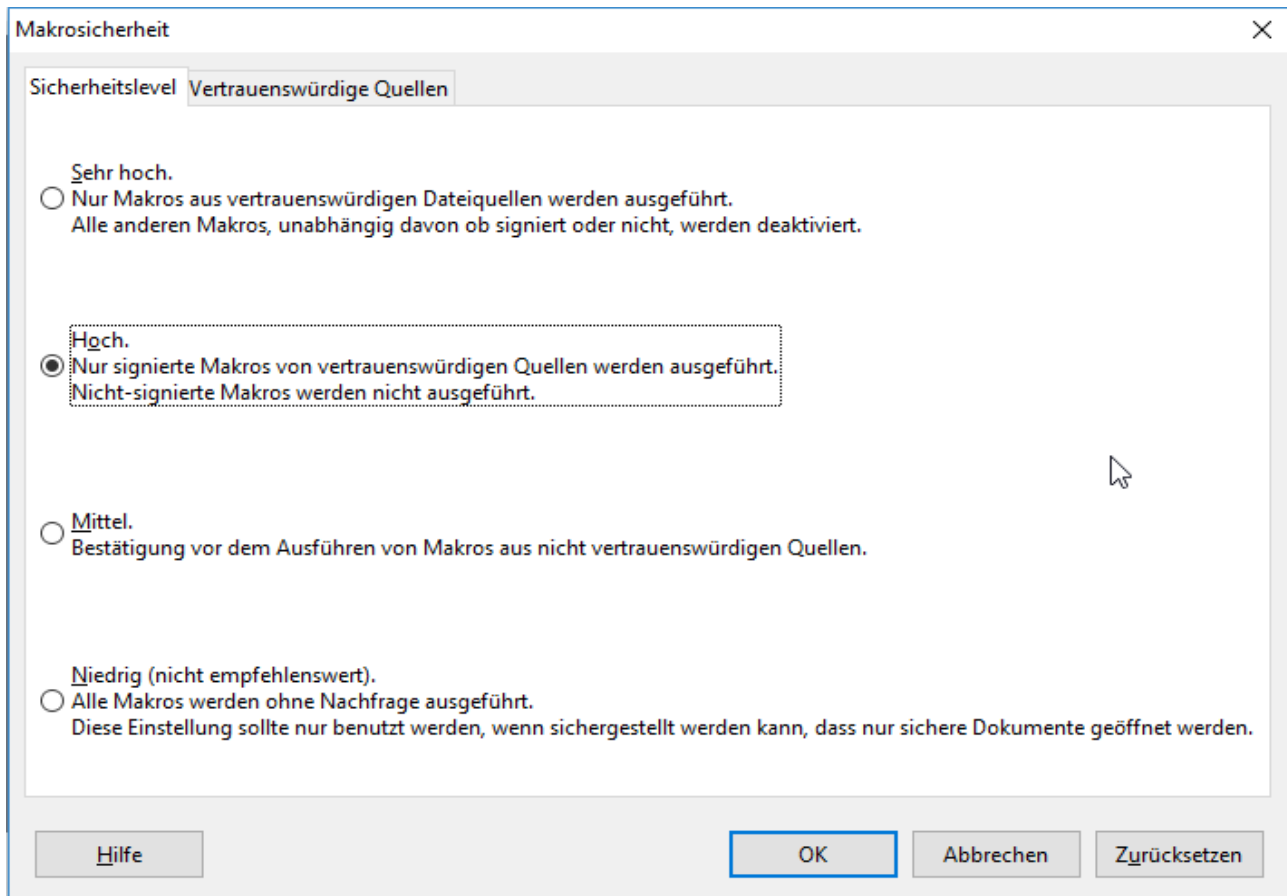 Makrosicherheit
Sicherheitslevel
Vertrauenswürdige Quellen
Sehr hoch.
Nur Makros aus vertrauenswürdigen Dateiquellen werden ausgeführt.
Alle anderen Makros, unabhängig davon ob signiert oder nicht, werden deaktiviert.
Hoch.
Nur signierte Makros von vertrauenswürdigen Quellen werden ausgeführt.
Nicht-signierte Makros werden nicht ausgeführt.
Mittel.
Bestätigung vor dem Ausführen von Makros aus nicht vertrauenswürdigen Quellen.
Niedrig (nicht empfehlenswert).
Alle Makros werden ohne Nachfrage ausgeführt.
Diese Einstellung sollte nur benutzt werden, wenn sichergestellt werden kann, dass nur sichere Dokumente geöffnet werden.
Hilfe
OK
Abbrechen
Zurücksetzen